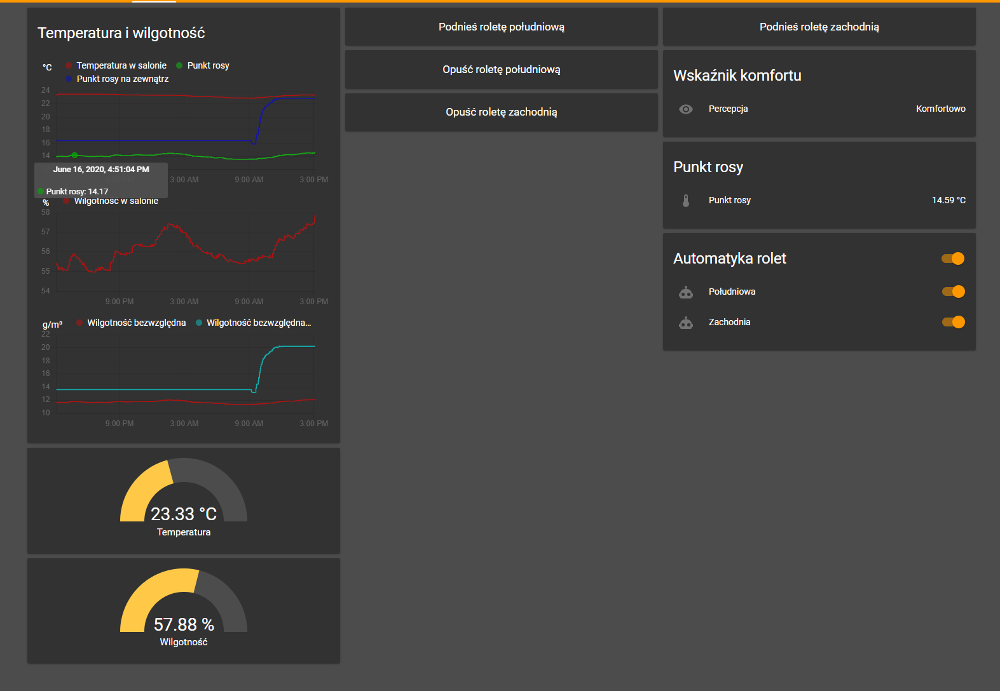 Temperatura i wilgotność
°C
Temperatura w salonie
Punkt rosy
Punkt rosy na zewnątrz
24
22
20
18
16
14
June 16, 2020, 4:51:04 PM
Punkt rosy: 14.17
3:00 AM
9:00 AM
3:00 PM
%
Wilgotność w salonie
58
57
56
55
54
9:00 PM
3:00 AM
9:00 AM
3:00 PM
g/m³
Wilgotność bezwzględna
Wilgotność bezwzględna...
22
20
18
16
14
12
10
9:00 PM
3:00 AM
9:00 AM
3:00 PM
23.33 °C
Temperatura
57.88 %
Wilgotność
Podnieś roletę południową
Opuść roletę południową
Opuść roletę zachodnią
Podnieś roletę zachodnią
Wskaźnik komfortu
Percepcja
Komfortowo
Punkt rosy
Punkt rosy
14.59 °C
Automatyka rolet
Południowa
Zachodnia